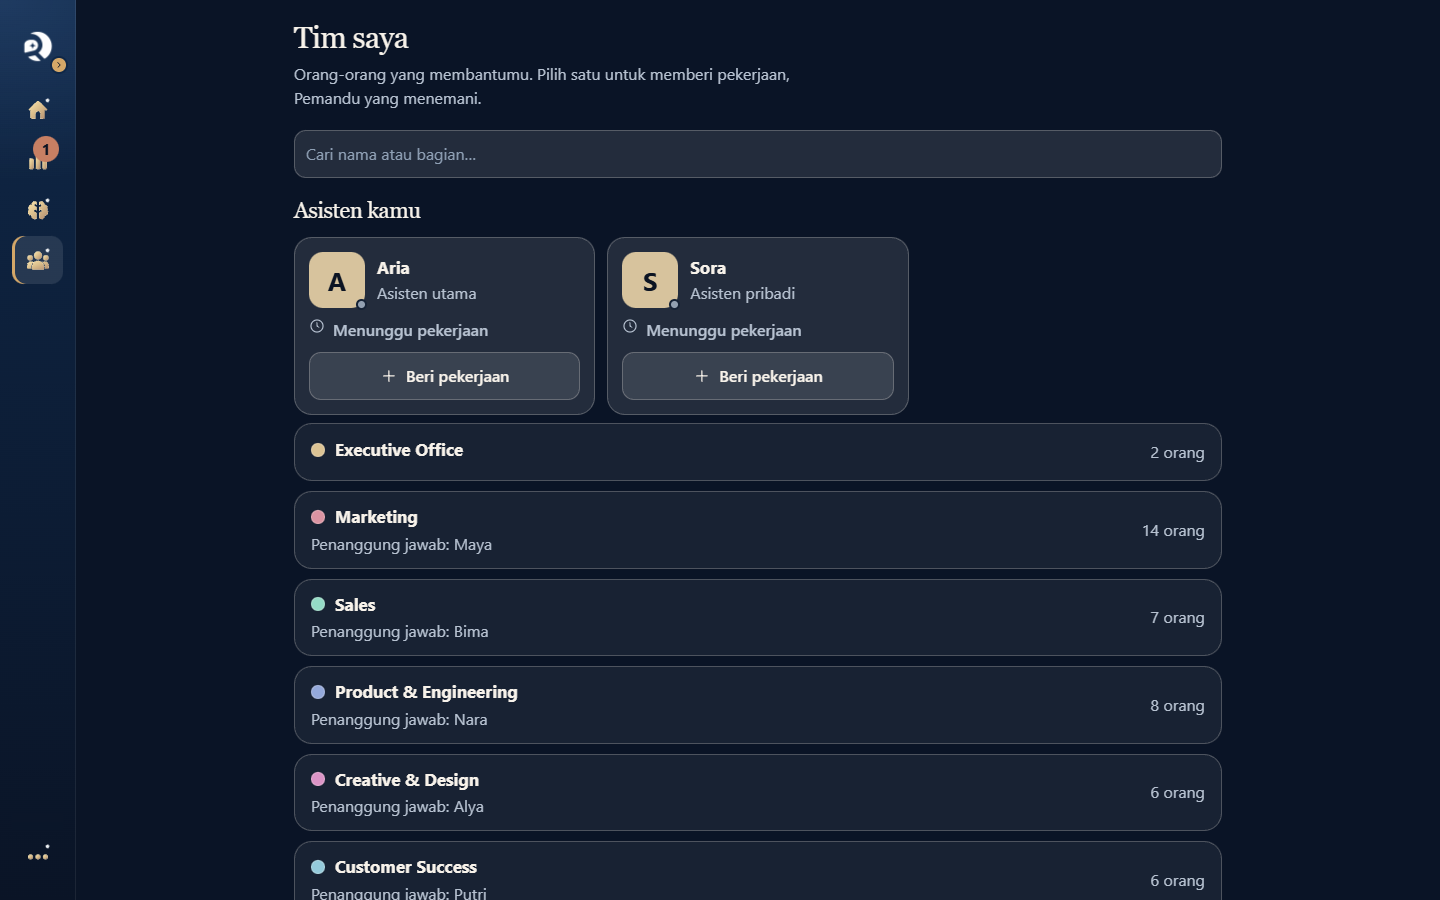 Tim saya
Orang-orang yang membantumu. Pilih satu untuk memberi pekerjaan,
Pemandu yang menemani.
Cari nama atau bagian...
1
Asisten kamu
A
Aria
Asisten utama
Menunggu pekerjaan
+ Beri pekerjaan
S
Sora
Asisten pribadi
Menunggu pekerjaan
+ Beri pekerjaan
Executive Office
2 orang
Marketing
Penanggung jawab: Maya
14 orang
Sales
Penanggung jawab: Bima
7 orang
Product & Engineering
Penanggung jawab: Nara
8 orang
Creative & Design
Penanggung jawab: Alya
6 orang
Customer Success
Penanggung jawab: Putri
6 orang